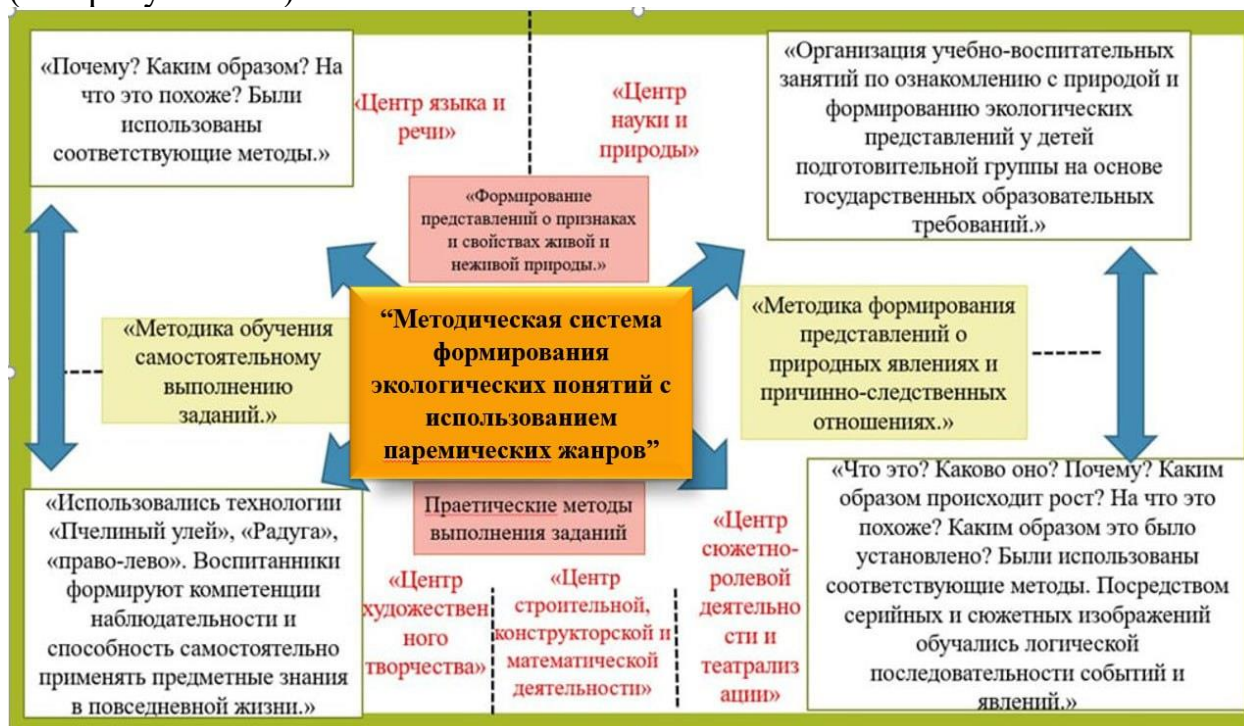 «Почему? Каким образом? На
что это похоже? Были
использованы
соответствующие методы.»
«Центр языка и
речи»
«Центр
науки и
природы»
«Организация учебно-воспитательных
занятий по ознакомлению с природой и
формированию экологических
представлений у детей
подготовительной группы на основе
государственных образовательных
требований.»
«Формирование
представлений о признаках
и свойствах живой и
неживой природы.»
«Методика обучения
самостоятельному
выполнению
заданий.»
“Методическая система
формирования
экологических понятий с
использованием
паремических жанров”
«Методика формирования
представлений о
природных явлениях и
причинно-следственных
отношениях.»
«Использовались технологии
«Пчелиный улей», «Радуга»,
«право-лево». Воспитанники
формируют компетенции
наблюдательности и
способность самостоятельно
применять предметные знания
в повседневной жизни.»
Практические методы
выполнения заданий
«Центр
художествен
ного
творчества»
«Центр
строительной,
конструкторской и
математической
деятельности»
«Центр
сюжетно-
ролевой
деятельно
сти и
театрализ
ации»
«Что это? Каково оно? Почему? Каким
образом происходит рост? На что это
похоже? Каким образом это было
установлено? Были использованы
соответствующие методы. Посредством
серийных и сюжетных изображений
обучались логической
последовательности событий и
явлений.»